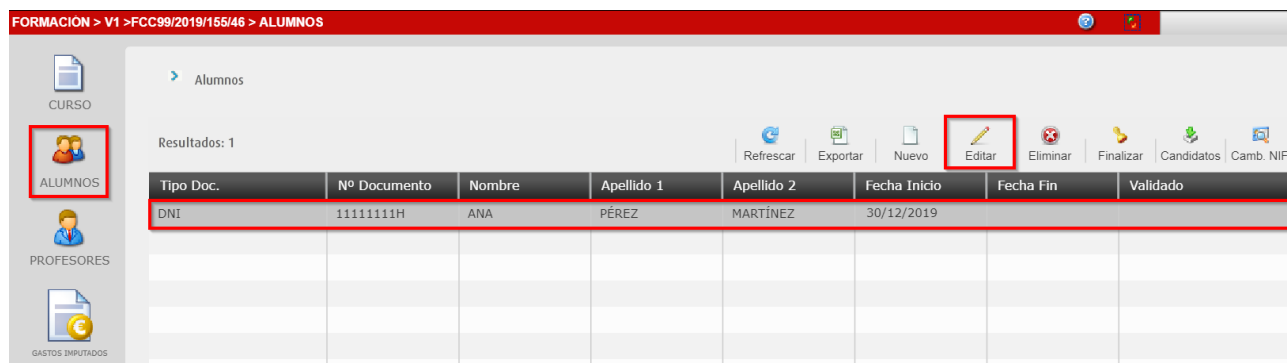 FORMACIÓN > V1 >FCC99/2019/155/46 > ALUMNOS
CURSO
Alumnos
ALUMNOS
Resultados: 1
Refrescar Exportar Nuevo Editar Eliminar Finalizar Candidatos Camb. NIF
Tipo Doc. Nº Documento Nombre Apellido 1 Apellido 2 Fecha Inicio Fecha Fin Validado
DNI 11111111H ANA PÉREZ MARTÍNEZ 30/12/2019
PROFESORES
GASTOS IMPUTADOS